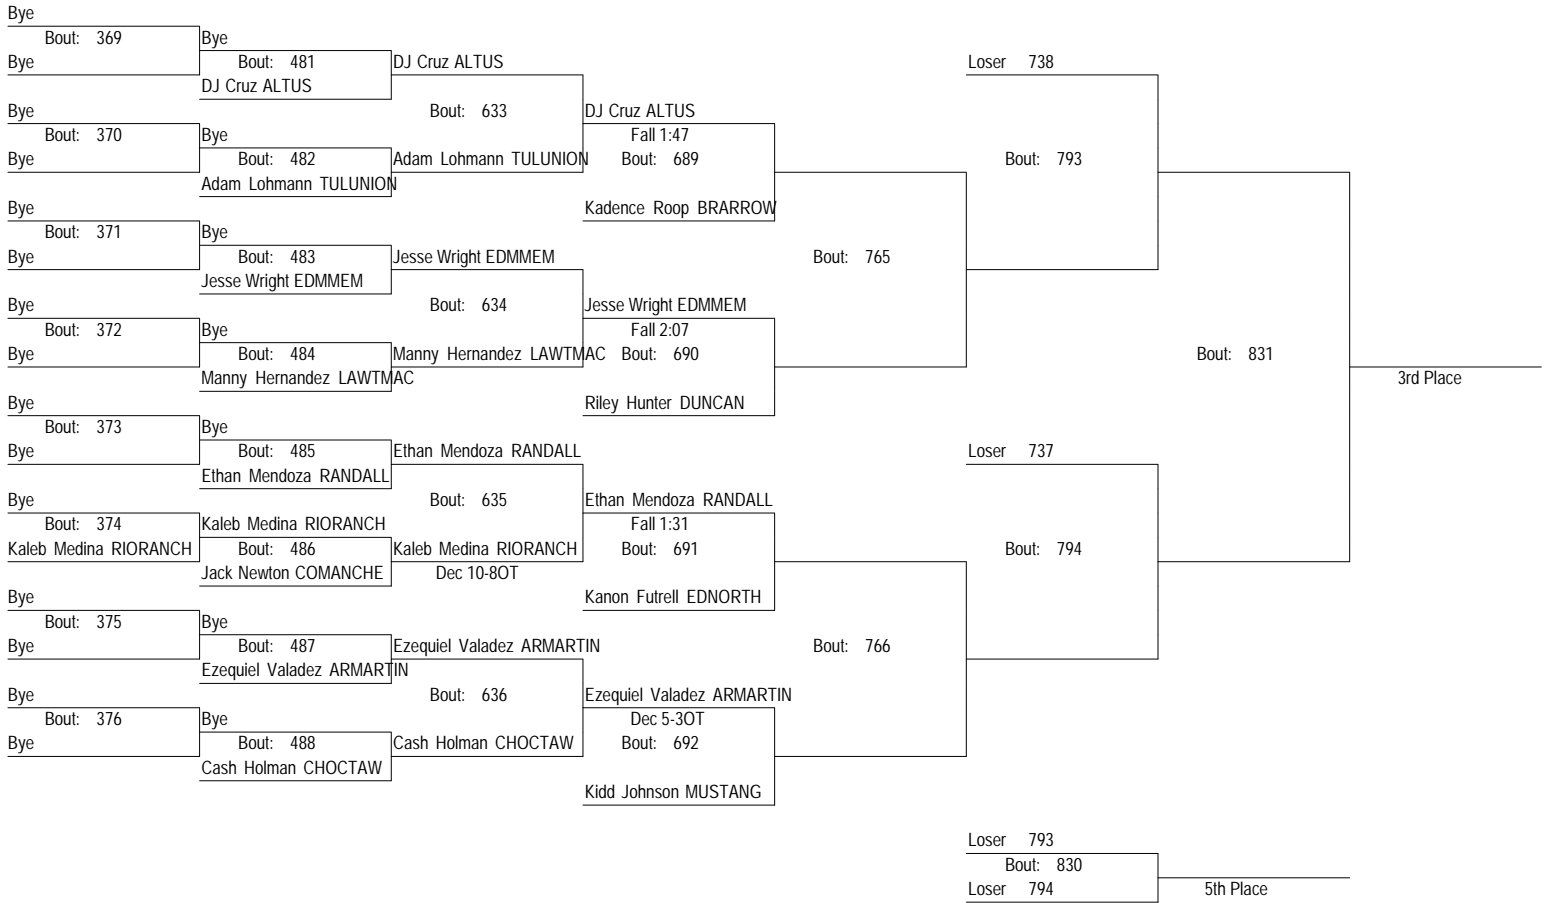 Bye
Bout: 369
Bye
Bye
Bout: 481
DJ Cruz ALTUS
Bye
Bout: 370
Bye
Bye
Bout: 482
Adam Lohmann TULUNION
Bye
Bout: 371
Bye
Bye
Bout: 483
Jesse Wright EDMMEM
Bye
Bout: 372
Bye
Bye
Bout: 484
Manny Hernandez LAWTMAC
Bye
Bout: 373
Bye
Bye
Bout: 485
Ethan Mendoza RANDALL
Bye
Bout: 374
Kaleb Medina RIORANCH
Kaleb Medina RIORANCH
Bout: 486
Jack Newton COMANCHE
Bye
Bout: 375
Bye
Bye
Bout: 487
Ezequiel Valadez ARMARTIN
Bye
Bout: 376
Bye
Bye
Bout: 488
Cash Holman CHOCTAW
DJ Cruz ALTUS
Bout: 633
Adam Lohmann TULUNION
Jesse Wright EDMMEM
Bout: 634
Manny Hernandez LAWTMAC
Ethan Mendoza RANDALL
Bout: 635
Kaleb Medina RIORANCH
Dec 10-8OT
Ezequiel Valadez ARMARTIN
Bout: 636
Cash Holman CHOCTAW
DJ Cruz ALTUS
Fall 1:47
Bout: 689
Kadence Roop BRARROW
Jesse Wright EDMMEM
Fall 2:07
Bout: 690
Riley Hunter DUNCAN
Ethan Mendoza RANDALL
Fall 1:31
Bout: 691
Kanon Futrell EDNORTH
Ezequiel Valadez ARMARTIN
Dec 5-3OT
Bout: 692
Kidd Johnson MUSTANG
Bout: 765
Bout: 766
Loser 738
Bout: 793
Loser 737
Bout: 794
Bout: 831
3rd Place
Loser 793
Bout: 830
Loser 794
5th Place